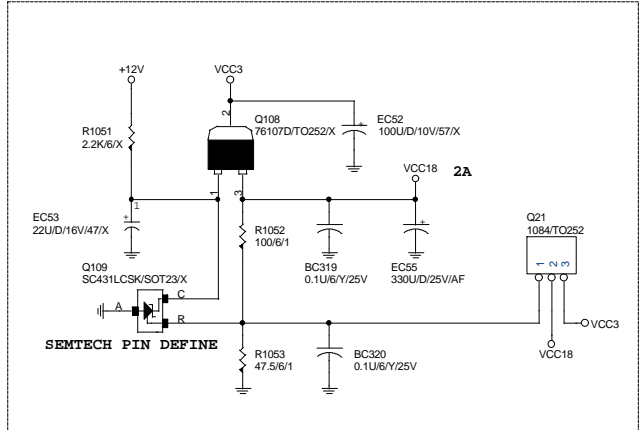 +12V
VCC3
R1051
2.2K/6/X
2
Q108
76107D/TO252/X
+
EC52
100U/D/10V/57/X
VCC18
2A
1
3
1
+
EC53
22U/D/16V/47/X
R1052
100/6/1
BC319
0.1U/6/Y/25V
+
EC55
330U/D/25V/AF
Q21
1084/TO252
1 2 3
Q109
SC431LCSK/SOT23/X
A
C
R
VCC3
VCC18
SEMTECH PIN DEFINE
R1053
47.5/6/1
BC320
0.1U/6/Y/25V